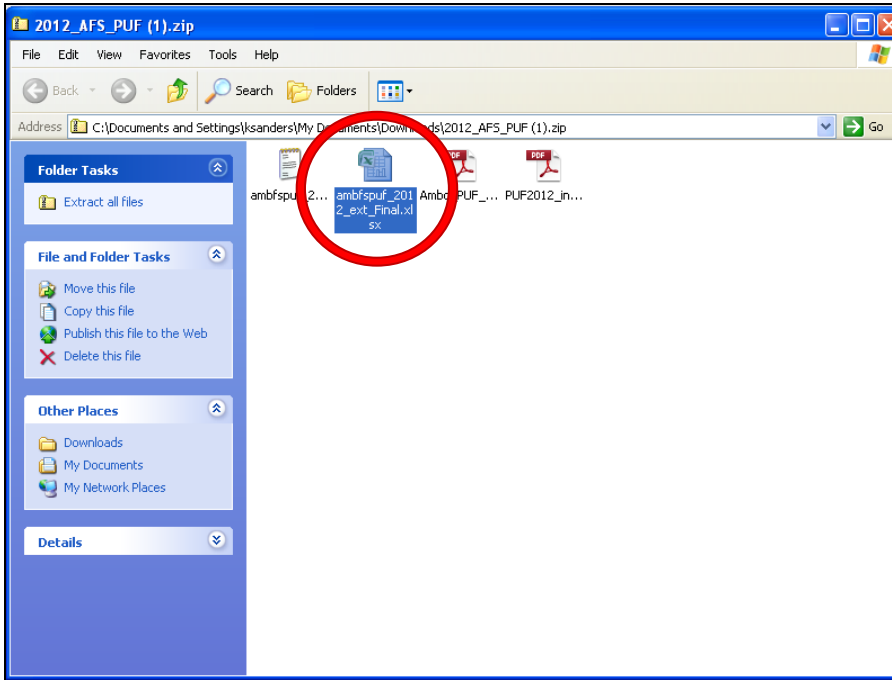 2012_AFS_PUF (1).zip
File Edit View Favorites Tools Help
Back Search Folders
Address C:\Documents and Settings\ksanders\My Documents\Downloads\2012_AFS_PUF (1).zip Go
Folder Tasks
Extract all files
File and Folder Tasks
Move this file
Copy this file
Publish this file to the Web
Delete this file
Other Places
Downloads
My Documents
My Network Places
Details
PDF PDF
ambfspuf_201 PUF_... PUF2012_in...
2_ext_Final.xl
sx